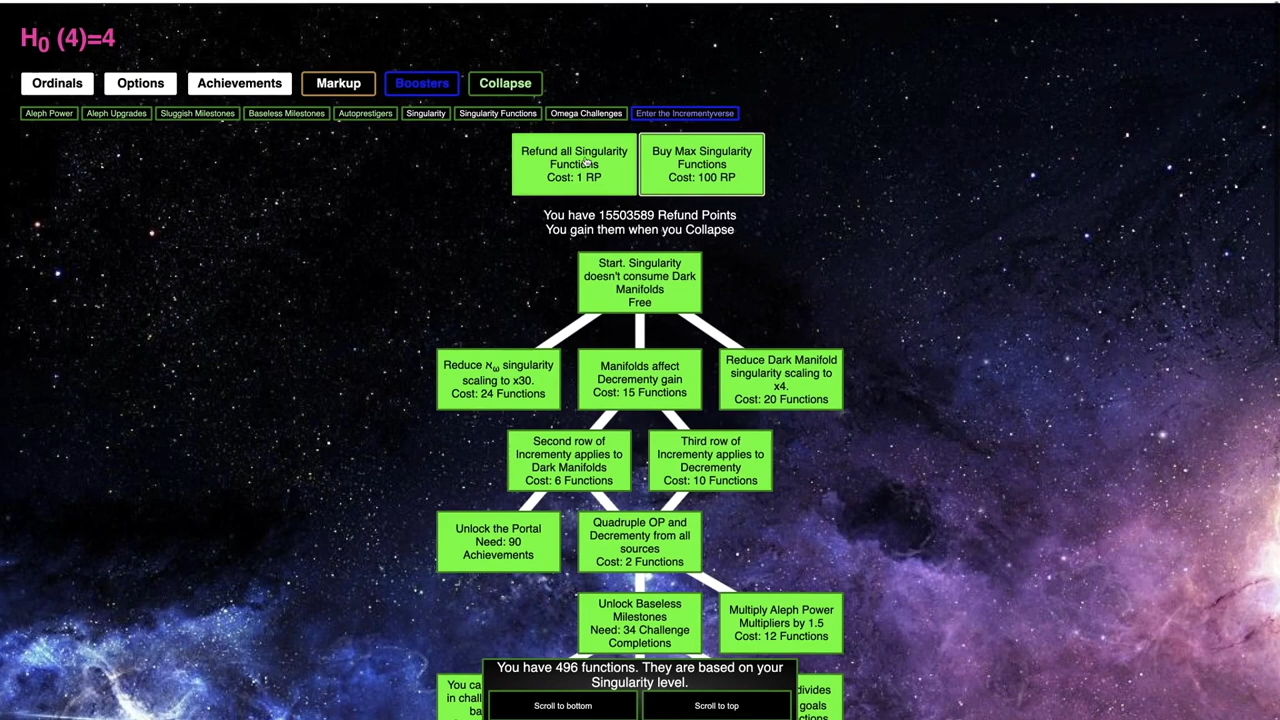 H₀ (4)=4
Ordinals
Options
Achievements
Markup
Boosters
Collapse
Aleph Power
Aleph Upgrades
Sluggish Milestones
Baseless Milestones
Autoprestigers
Singularity
Singularity Functions
Omega Challenges
Enter the Incrementyverse
Refund all Singularity
Functions
Cost: 1 RP
Buy Max Singularity
Functions
Cost: 100 RP
You have 15503589 Refund Points
You gain them when you Collapse
Start. Singularity
doesn't consume Dark
Manifolds
Free
Reduce ℵω singularity
scaling to x30.
Cost: 24 Functions
Manifolds affect
Decrementy gain
Cost: 15 Functions
Reduce Dark Manifold
singularity scaling to
x4.
Cost: 20 Functions
Second row of
Incrementy applies to
Dark Manifolds
Cost: 6 Functions
Third row of
Incrementy applies to
Decrementy
Cost: 10 Functions
Unlock the Portal
Need: 90
Achievements
Quadruple OP and
Decrementy from all
sources
Cost: 2 Functions
Unlock Baseless
Milestones
Need: 34 Challenge
Completions
Multiply Aleph Power
Multipliers by 1.5
Cost: 12 Functions
You ca
in chall
ba
divides
goals
ctions
You have 496 functions. They are based on your
Singularity level.
Scroll to bottom
Scroll to top